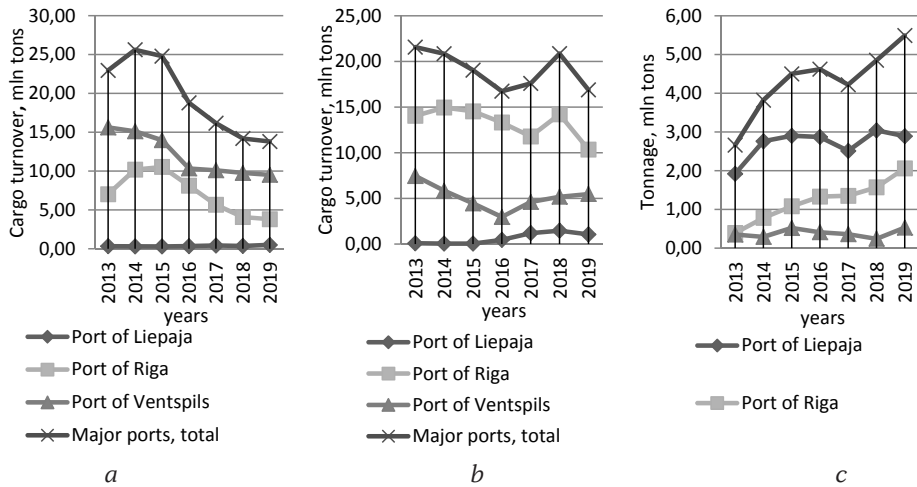 Cargo turnover, mln tons
30,00
25,00
20,00
15,00
10,00
5,00
0,00
2013
2014
2015
2016
2017
2018
2019
years
Port of Liepaja
Port of Riga
Port of Ventspils
Major ports, total
a
Cargo turnover, mln tons
25,00
20,00
15,00
10,00
5,00
0,00
2013
2014
2015
2016
2017
2018
2019
years
Port of Liepaja
Port of Riga
Port of Ventspils
Major ports, total
b
Tonnage, mln tons
6,00
5,00
4,00
3,00
2,00
1,00
0,00
2013
2014
2015
2016
2017
2018
2019
years
Port of Liepaja
Port of Riga
c